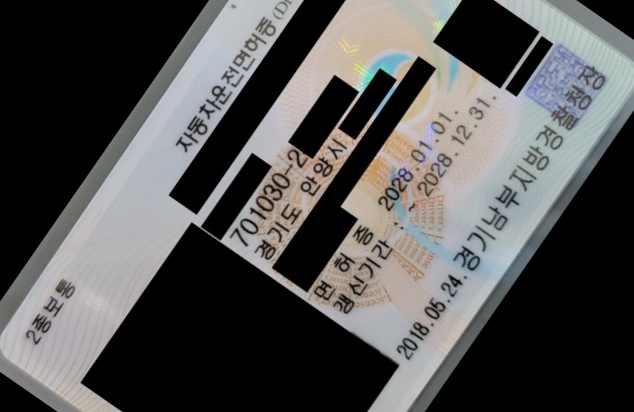 자동차운전면허증
2종보통
701030-2
경기도 안양시
면 허 증
갱신기간 : 2028.01.01.
~ 2028.12.31.
2018.05.24. 경기남부지방경찰청장